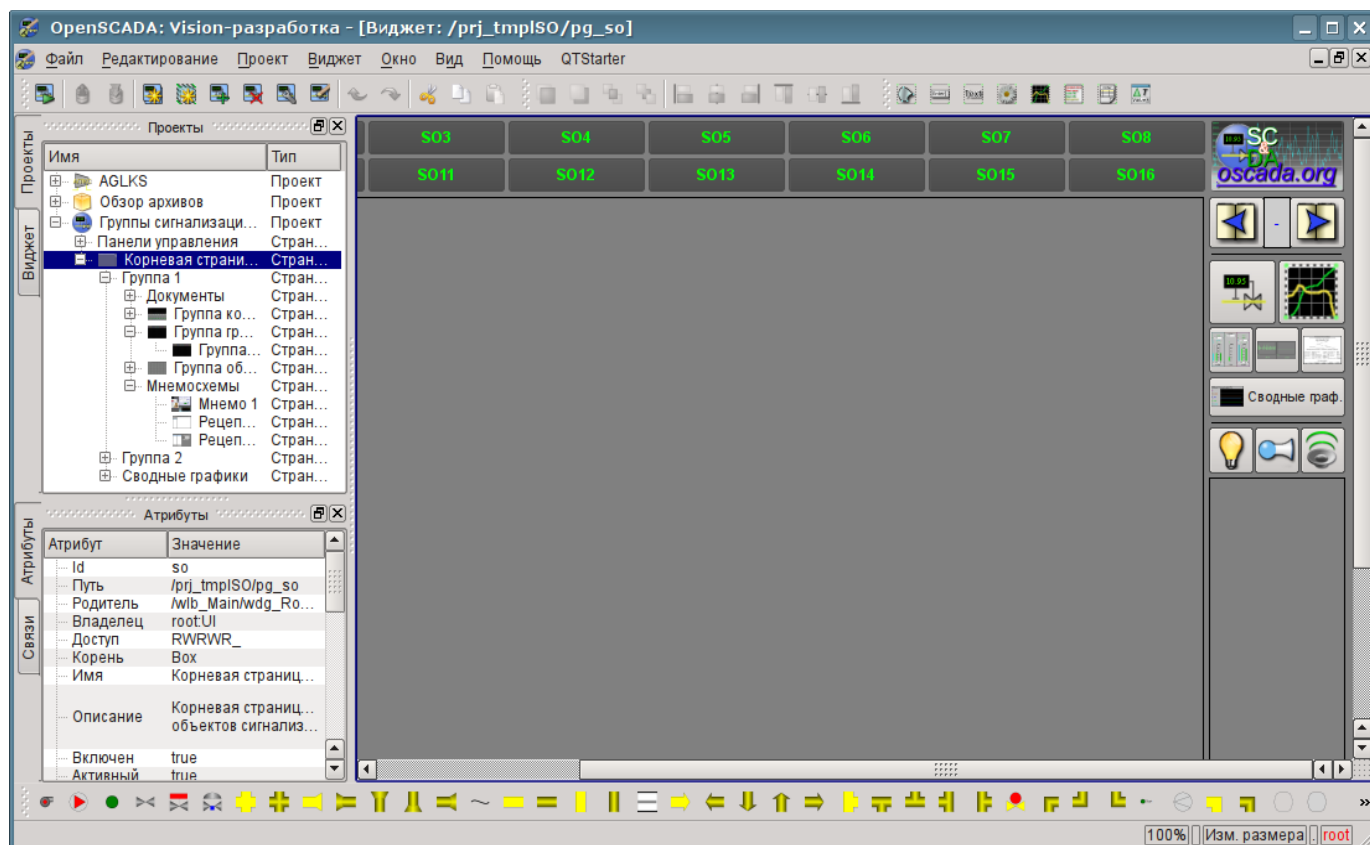 OpenSCADA: Vision-разработка - [Виджет: /prj_tmplSO/pg_so]
Файл Редактирование Проект Виджет Окно Вид Помощь QTStarter
Проекты
Имя Тип
AGLKS Проект
Обзор архивов Проект
Группы сигнализаци... Проект
Панели управления Стран...
Корневая страни... Стран...
Группа 1 Стран...
Документы Стран...
Группа ко... Стран...
Группа гр... Стран...
Группа... Стран...
Группа об... Стран...
Мнемосхемы Стран...
Мнемо 1 Стран...
Рецеп... Стран...
Рецеп... Стран...
Группа 2 Стран...
Сводные графики Стран...
Проекты
Виджет
Атрибуты
Атрибут Значение
Id so
Путь /prj_tmplSO/pg_so
Родитель /wlb_Main/wdg_Ro...
Владелец root:UI
Доступ RWRWR_
Корень Box
Имя Корневая страниц...
Описание Корневая страниц...
объектов сигнализ...
Включен true
Активный true
Атрибуты
Связи
SO3 SO4 SO5 SO6 SO7 SO8
SO11 SO12 SO13 SO14 SO15 SO16
SC
&
DA
oscada.org
-
10.95
Сводные граф.
100% Изм. размера . root